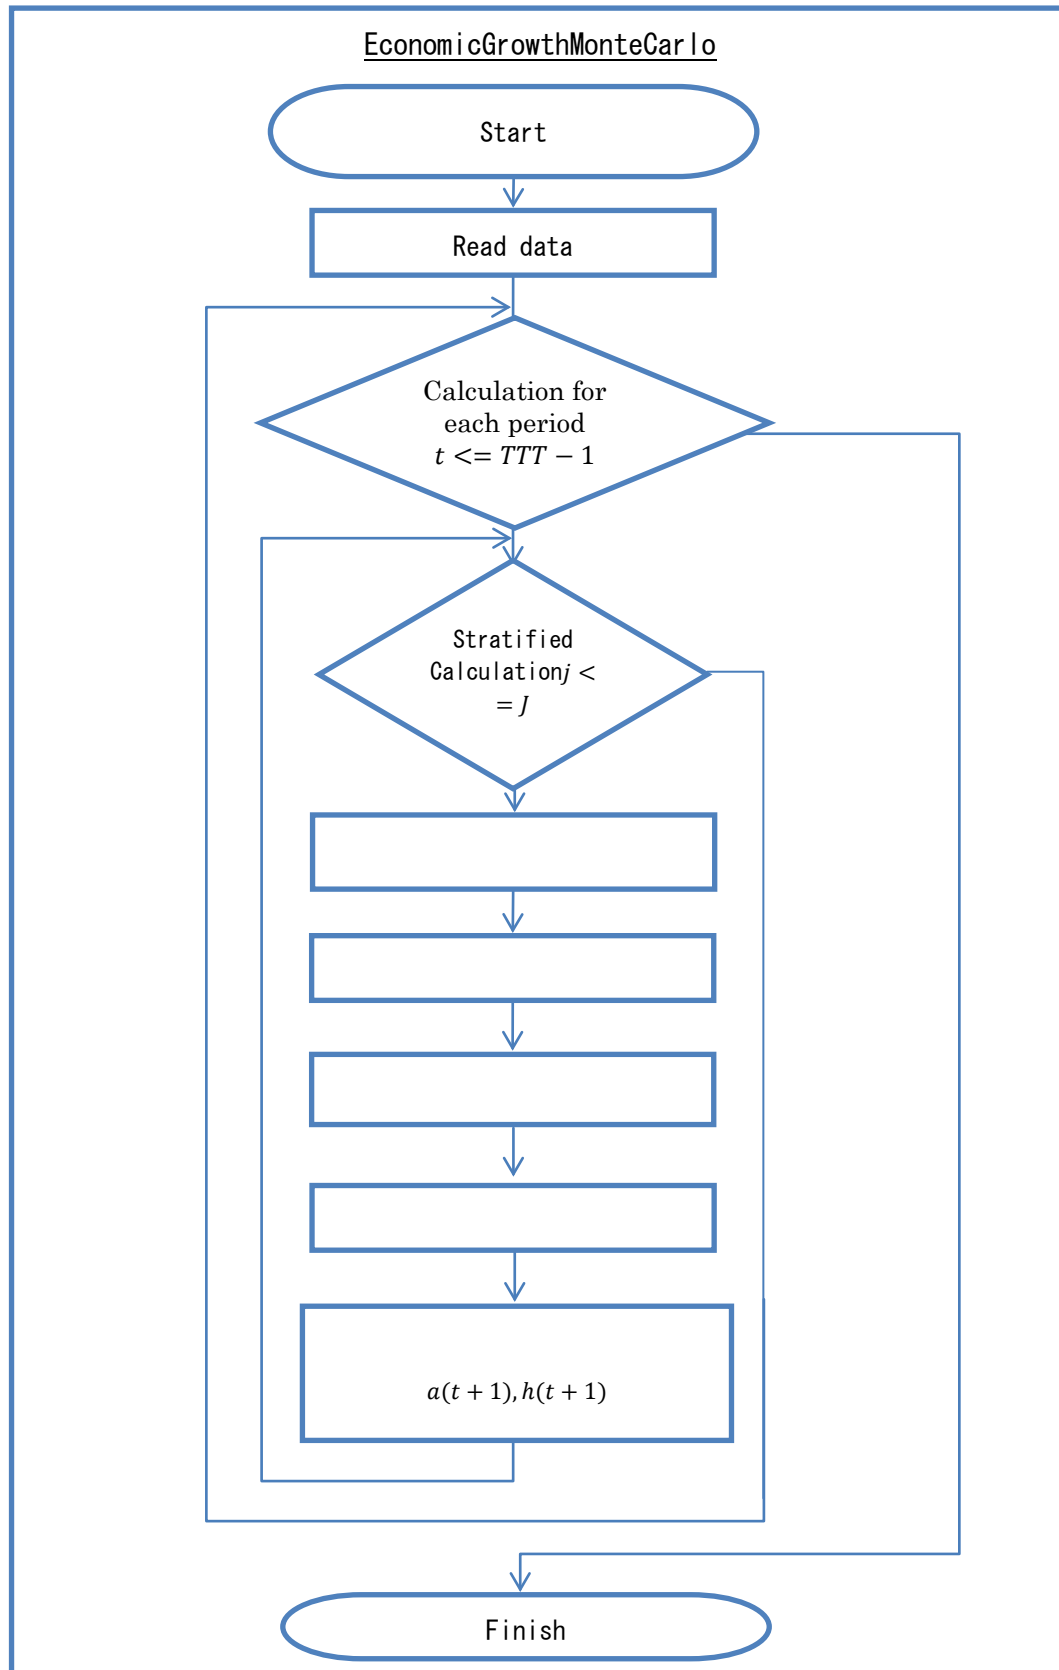 EconomicGrowthMonteCarlo
Start
Read data
Calculation for
each period
t <= TTT − 1
Stratified
Calculationj <
= J
a(t + 1), h(t + 1)
Finish